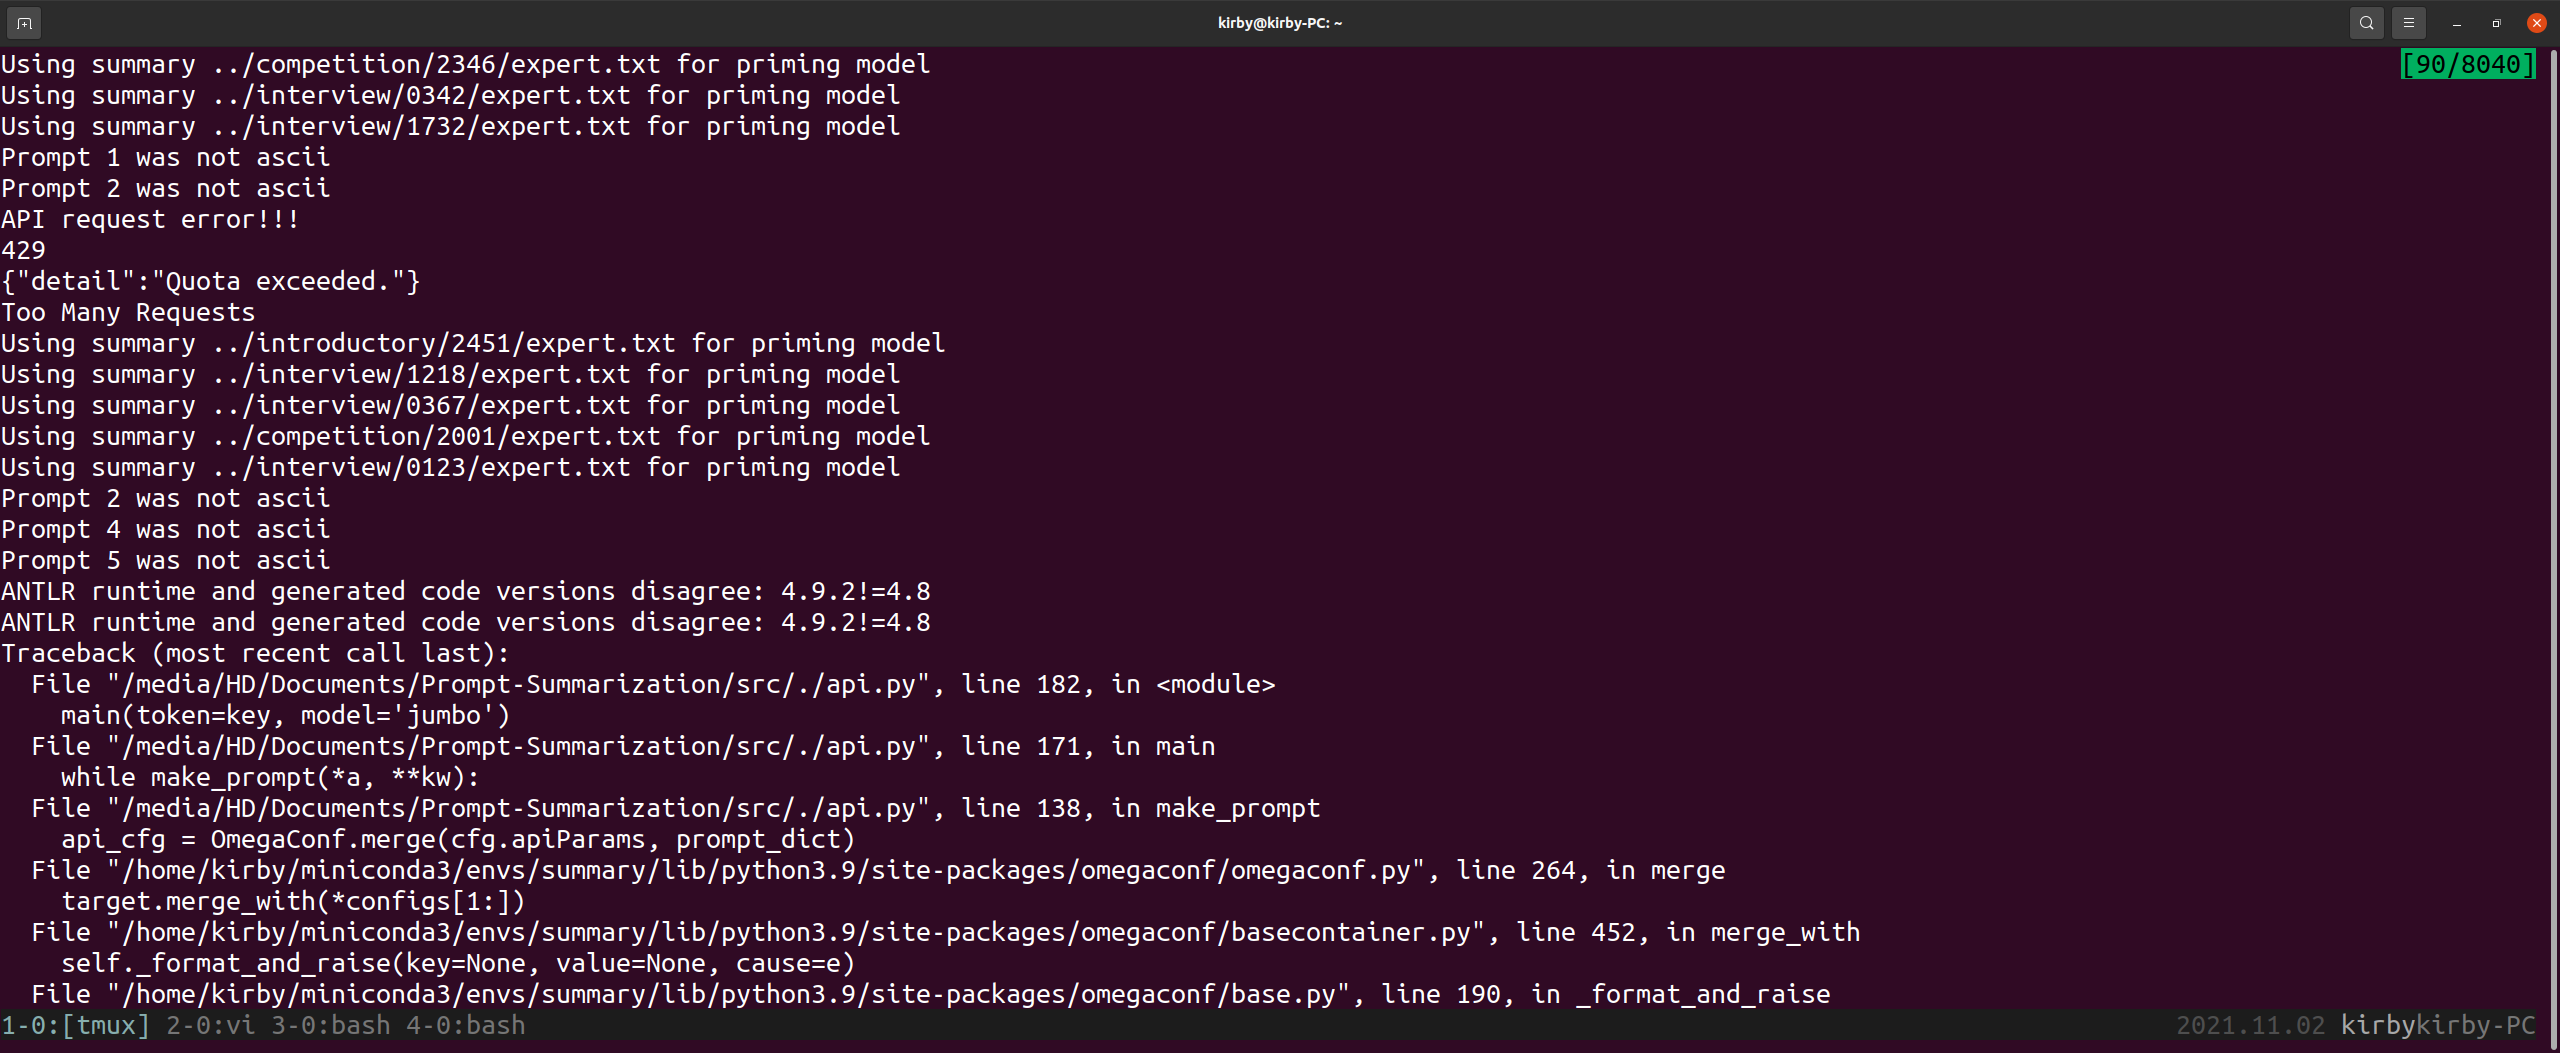 kirby@kirby-PC: ~
Using summary ../competition/2346/expert.txt for priming model [90/8040]
Using summary ../interview/0342/expert.txt for priming model
Using summary ../interview/1732/expert.txt for priming model
Prompt 1 was not ascii
Prompt 2 was not ascii
API request error!!!
429
{"detail":"Quota exceeded."}
Too Many Requests
Using summary ../introductory/2451/expert.txt for priming model
Using summary ../interview/1218/expert.txt for priming model
Using summary ../interview/0367/expert.txt for priming model
Using summary ../competition/2001/expert.txt for priming model
Using summary ../interview/0123/expert.txt for priming model
Prompt 2 was not ascii
Prompt 4 was not ascii
Prompt 5 was not ascii
ANTLR runtime and generated code versions disagree: 4.9.2!=4.8
ANTLR runtime and generated code versions disagree: 4.9.2!=4.8
Traceback (most recent call last):
  File "/media/HD/Documents/Prompt-Summarization/src/./api.py", line 182, in <module>
    main(token=key, model='jumbo')
  File "/media/HD/Documents/Prompt-Summarization/src/./api.py", line 171, in main
    while make_prompt(*a, **kw):
  File "/media/HD/Documents/Prompt-Summarization/src/./api.py", line 138, in make_prompt
    api_cfg = OmegaConf.merge(cfg.apiParams, prompt_dict)
  File "/home/kirby/miniconda3/envs/summary/lib/python3.9/site-packages/omegaconf/omegaconf.py", line 264, in merge
    target.merge_with(*configs[1:])
  File "/home/kirby/miniconda3/envs/summary/lib/python3.9/site-packages/omegaconf/basecontainer.py", line 452, in merge_with
    self._format_and_raise(key=None, value=None, cause=e)
  File "/home/kirby/miniconda3/envs/summary/lib/python3.9/site-packages/omegaconf/base.py", line 190, in _format_and_raise
1-0:[tmux] 2-0:vi 3-0:bash 4-0:bash 2021.11.02 kirbykirby-PC